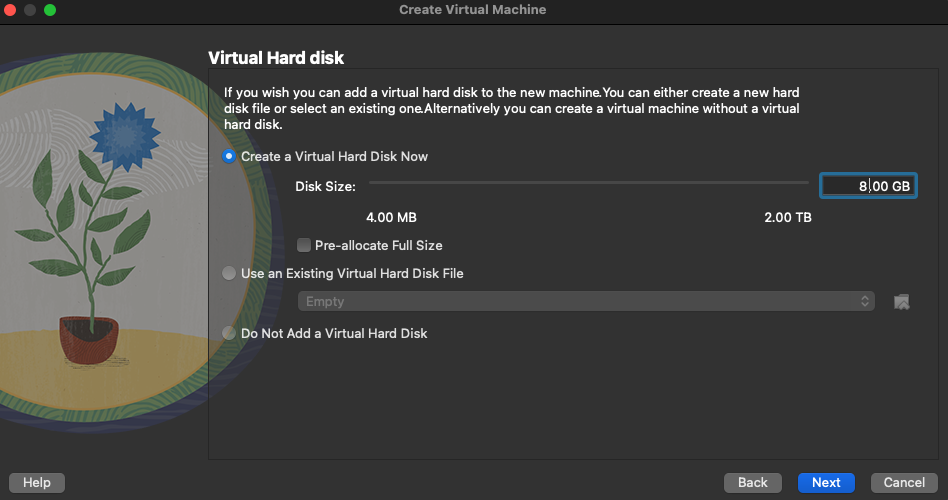 Create Virtual Machine
Virtual Hard disk
If you wish you can add a virtual hard disk to the new machine.You can either create a new hard
disk file or select an existing one.Alternatively you can create a virtual machine without a virtual
hard disk.
Create a Virtual Hard Disk Now
Disk Size:
8.00 GB
4.00 MB
2.00 TB
Pre-allocate Full Size
Use an Existing Virtual Hard Disk File
Empty
Do Not Add a Virtual Hard Disk
Help
Back
Next
Cancel